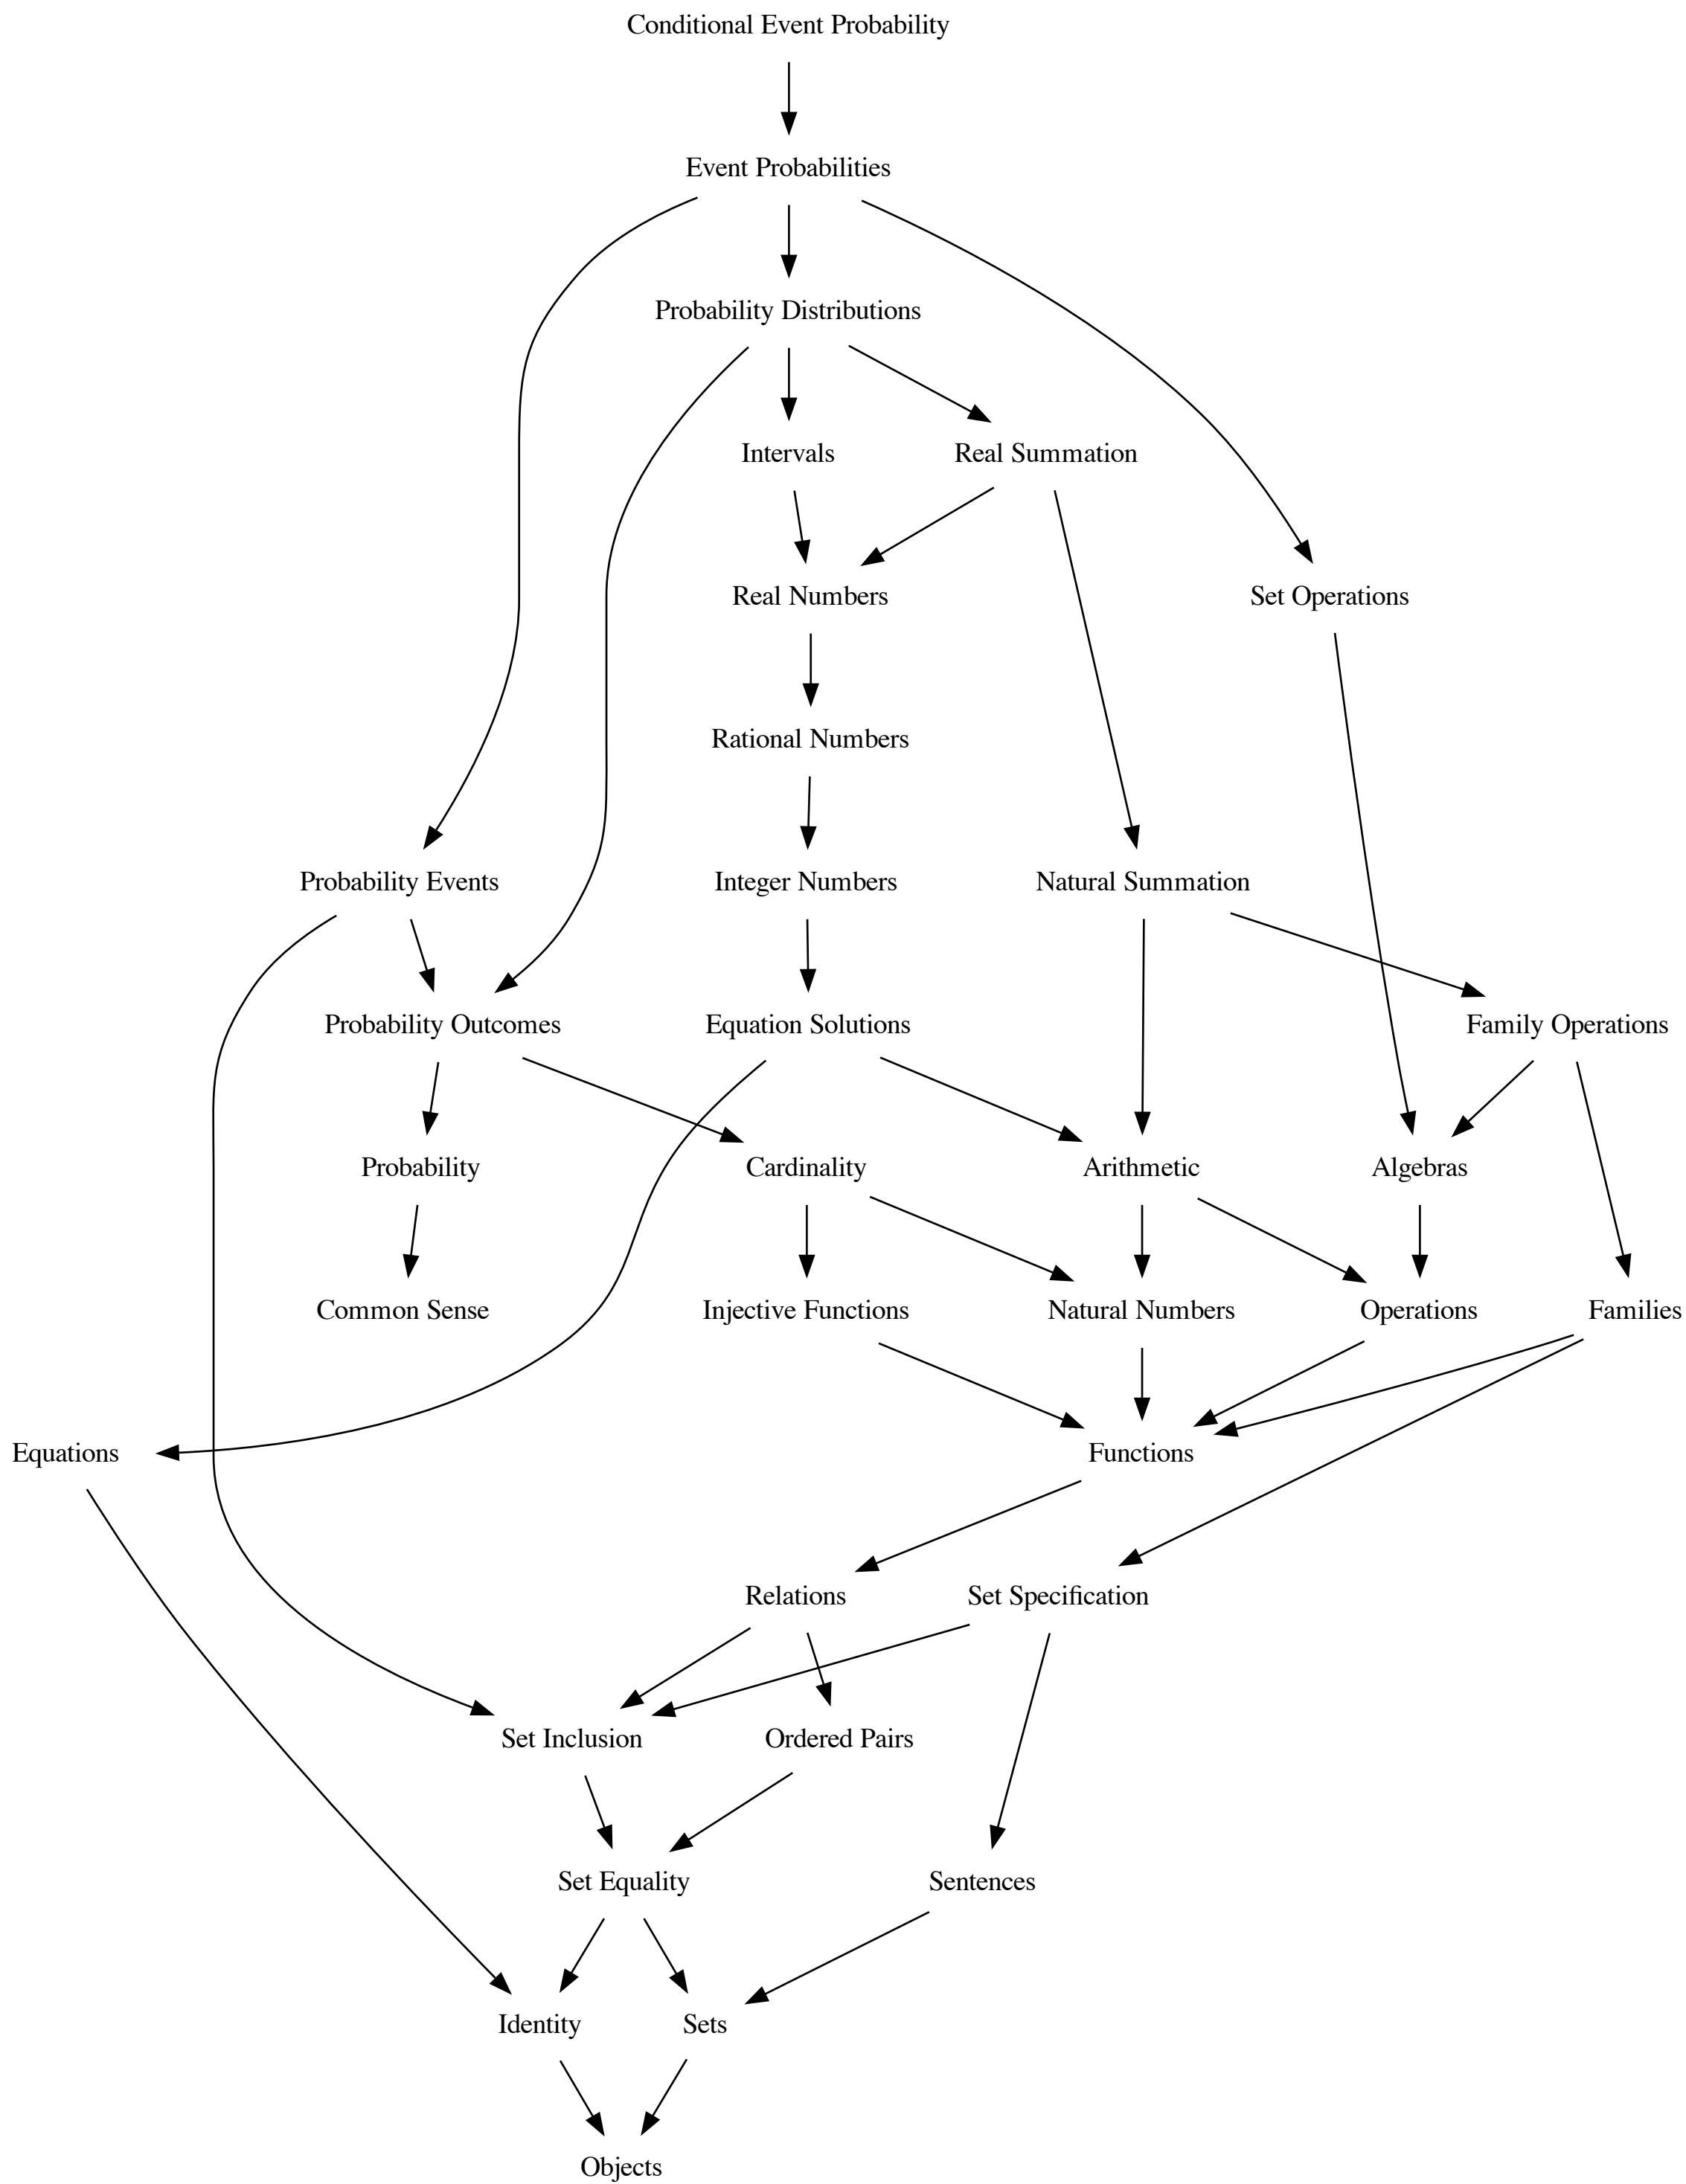 Conditional Event Probability
Event Probabilities
Probability Distributions
Intervals
Real Summation
Real Numbers
Set Operations
Rational Numbers
Probability Events
Integer Numbers
Natural Summation
Probability Outcomes
Equation Solutions
Family Operations
Probability
Cardinality
Arithmetic
Algebras
Common Sense
Injective Functions
Natural Numbers
Operations
Families
Equations
Functions
Relations
Set Specification
Set Inclusion
Ordered Pairs
Set Equality
Sentences
Identity
Sets
Objects